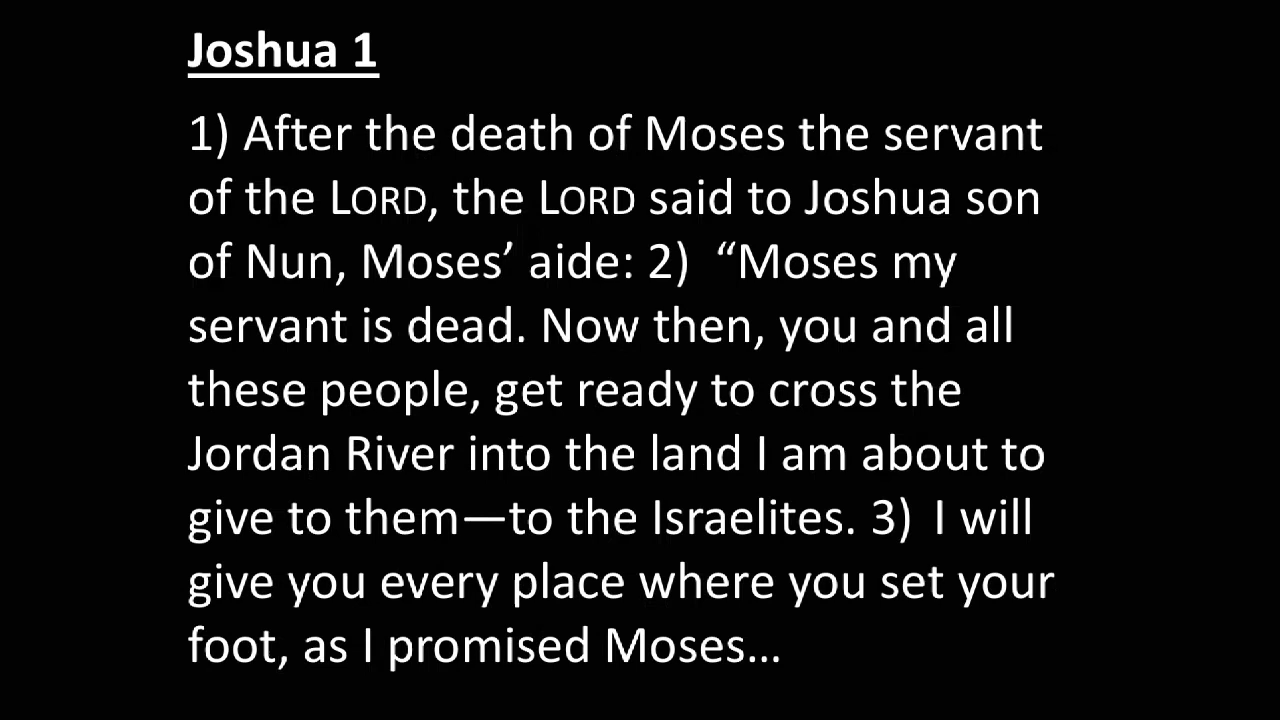 Joshua 1
1) After the death of Moses the servant
of the LORD, the LORD said to Joshua son
of Nun, Moses’ aide: 2)  “Moses my
servant is dead. Now then, you and all
these people, get ready to cross the
Jordan River into the land I am about to
give to them—to the Israelites. 3)  I will
give you every place where you set your
foot, as I promised Moses…